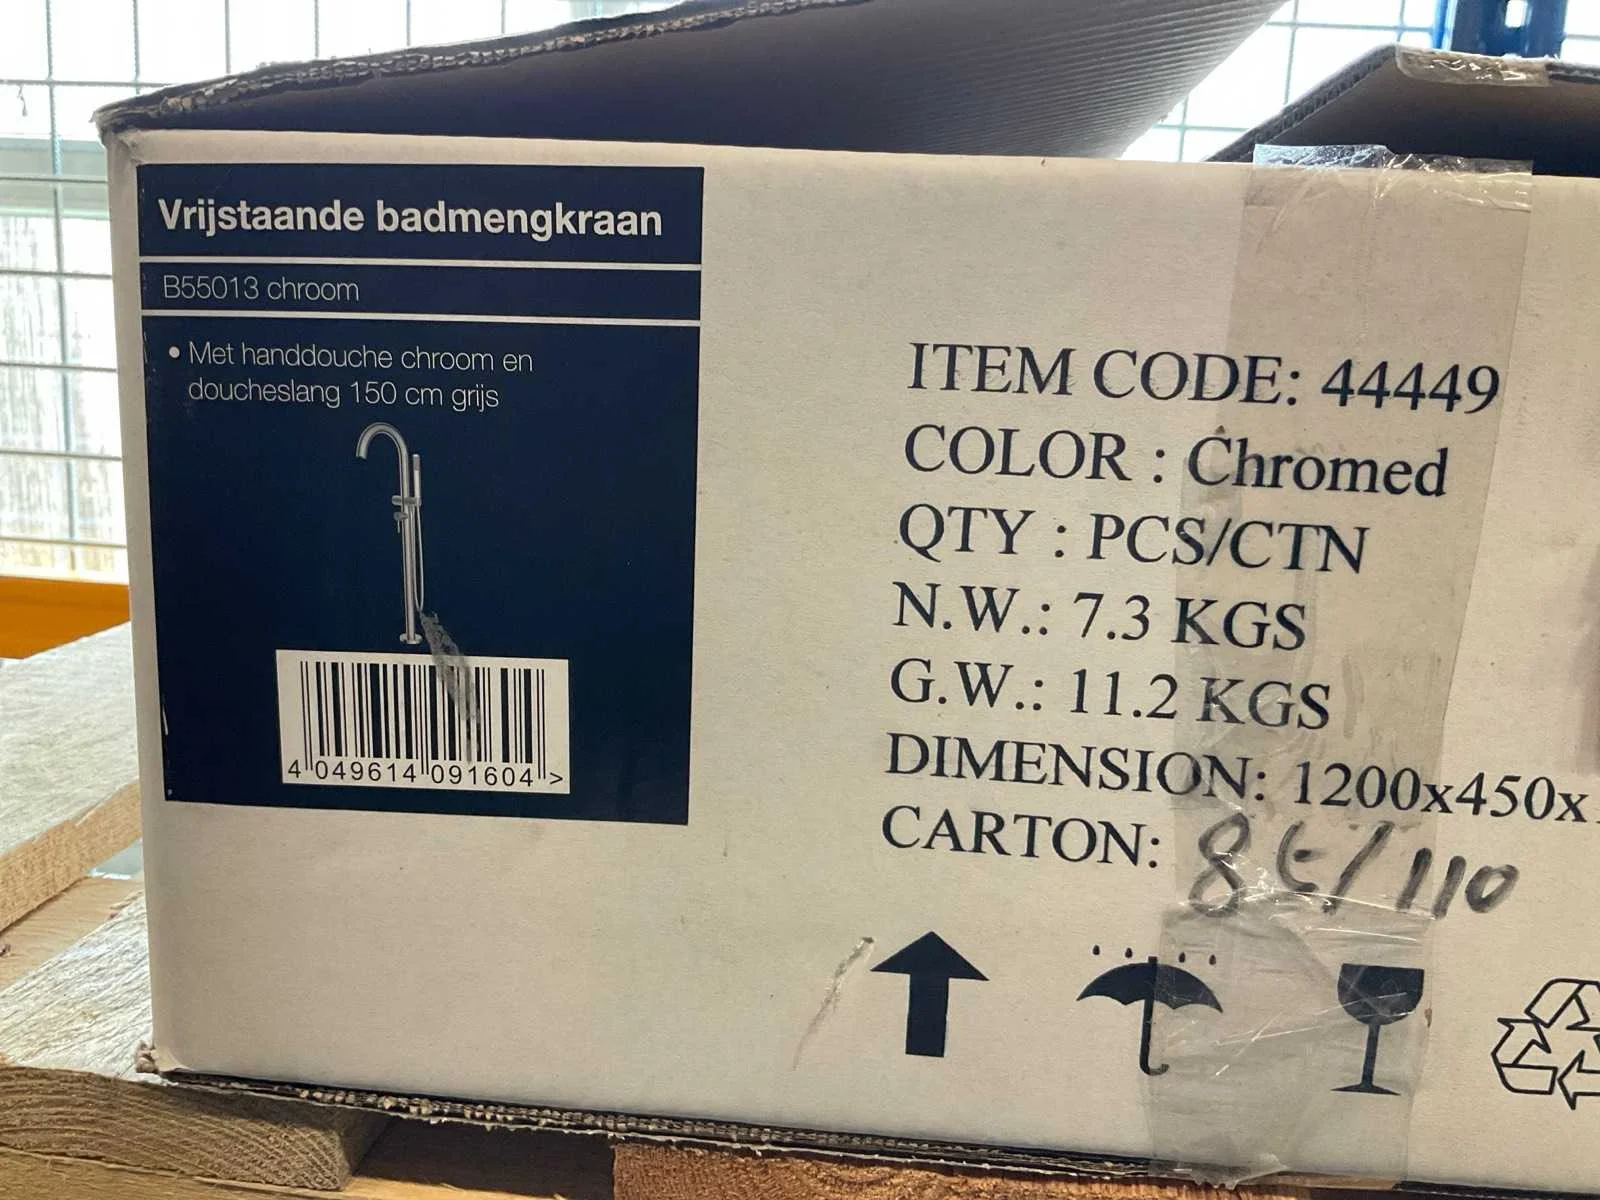 Vrijstaande badmengkraan
B55013 chroom
• Met handdouche chroom en
doucheslang 150 cm grijs
4 049614 091604 >
ITEM CODE: 44449
COLOR : Chromed
QTY : PCS/CTN
N.W.: 7.3 KGS
G.W.: 11.2 KGS
DIMENSION: 1200x450x
CARTON: /110